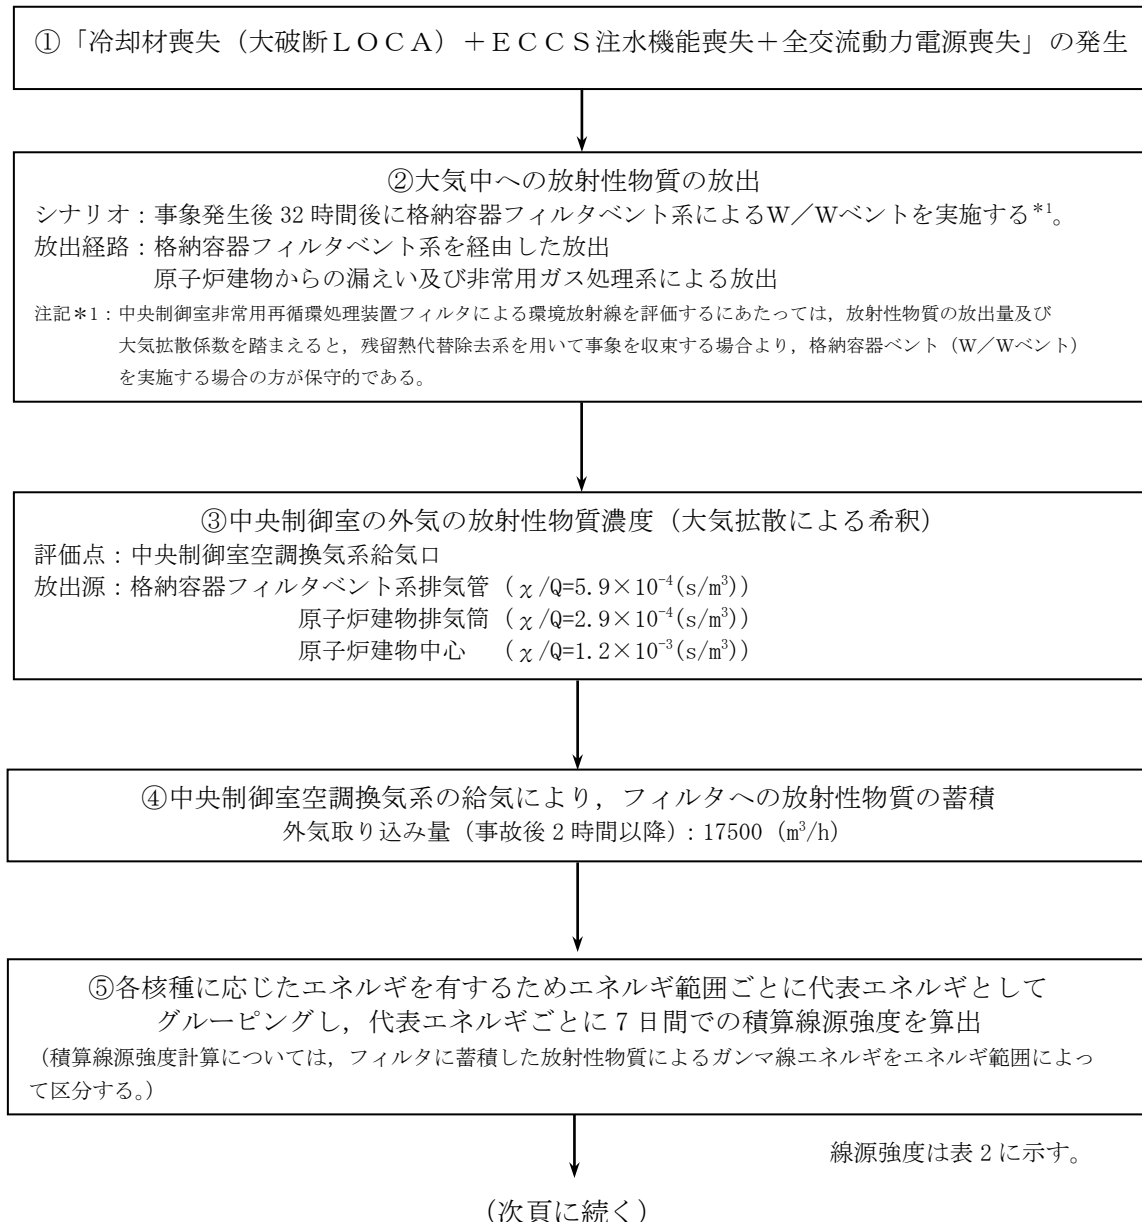 ①「冷却材喪失（大破断ＬＯＣＡ）＋ＥＣＣＳ注水機能喪失＋全交流動力電源喪失」の発生
②大気中への放射性物質の放出
シナリオ：事象発生後 32 時間後に格納容器フィルタベント系によるＷ／Ｗベントを実施する*1。
放出経路：格納容器フィルタベント系を経由した放出
原子炉建物からの漏えい及び非常用ガス処理系による放出
注記＊1：中央制御室非常用再循環処理装置フィルタによる環境放射線を評価するにあたっては，放射性物質の放出量及び
大気拡散係数を踏まえると，残留熱代替除去系を用いて事象を収束する場合より，格納容器ベント（Ｗ／Ｗベント）
を実施する場合の方が保守的である。
③中央制御室の外気の放射性物質濃度（大気拡散による希釈）
評価点：中央制御室空調換気系給気口
放出源：格納容器フィルタベント系排気管（χ/Q=5.9×10⁻⁴(s/m³)）
原子炉建物排気筒（χ/Q=2.9×10⁻⁴(s/m³)）
原子炉建物中心　（χ/Q=1.2×10⁻³(s/m³)）
④中央制御室空調換気系の給気により，フィルタへの放射性物質の蓄積
外気取り込み量（事故後 2 時間以降）：17500（m³/h）
⑤各核種に応じたエネルギを有するためエネルギ範囲ごとに代表エネルギとして
グルーピングし，代表エネルギごとに 7 日間での積算線源強度を算出
（積算線源強度計算については，フィルタに蓄積した放射性物質によるガンマ線エネルギをエネルギ範囲によっ
て区分する。）
線源強度は表 2 に示す。
（次頁に続く）